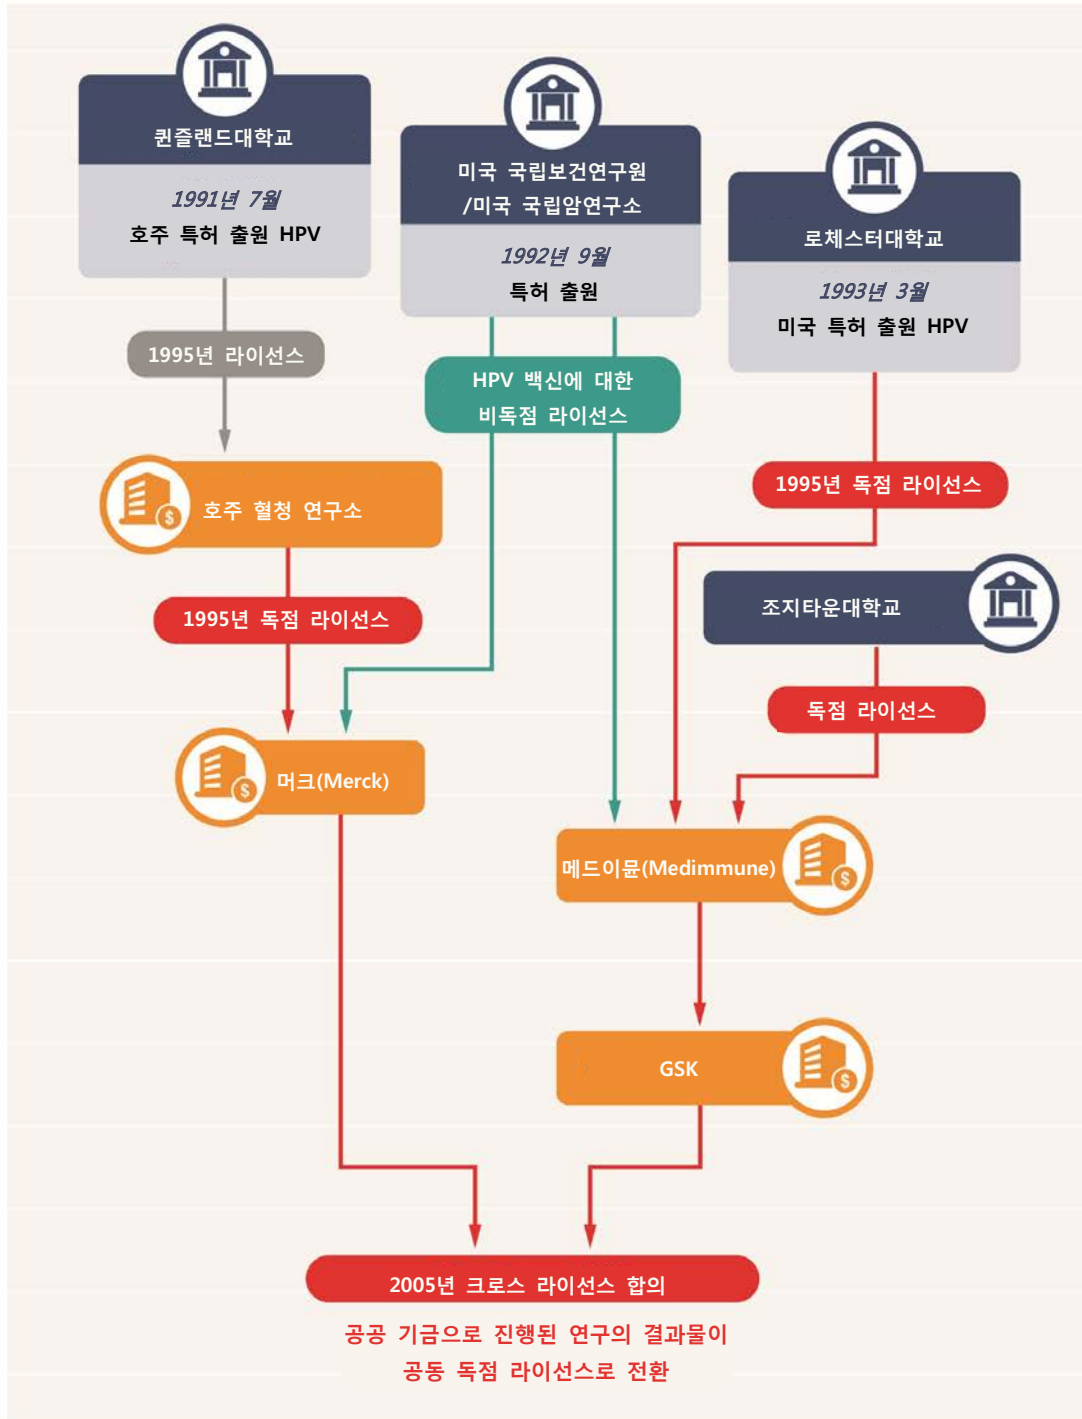 퀸즐랜드대학교
1991년 7월
호주 특허 출원 HPV
미국 국립보건연구원
/미국 국립암연구소
1992년 9월
특허 출원
로체스터대학교
1993년 3월
미국 특허 출원 HPV
1995년 라이선스
HPV 백신에 대한
비독점 라이선스
1995년 독점 라이선스
$
호주 혈청 연구소
조지타운대학교
1995년 독점 라이선스
독점 라이선스
$
머크(Merck)
메드이뮨(Medimmune)
$
GSK
$
2005년 크로스 라이선스 합의
공공 기금으로 진행된 연구의 결과물이
공동 독점 라이선스로 전환